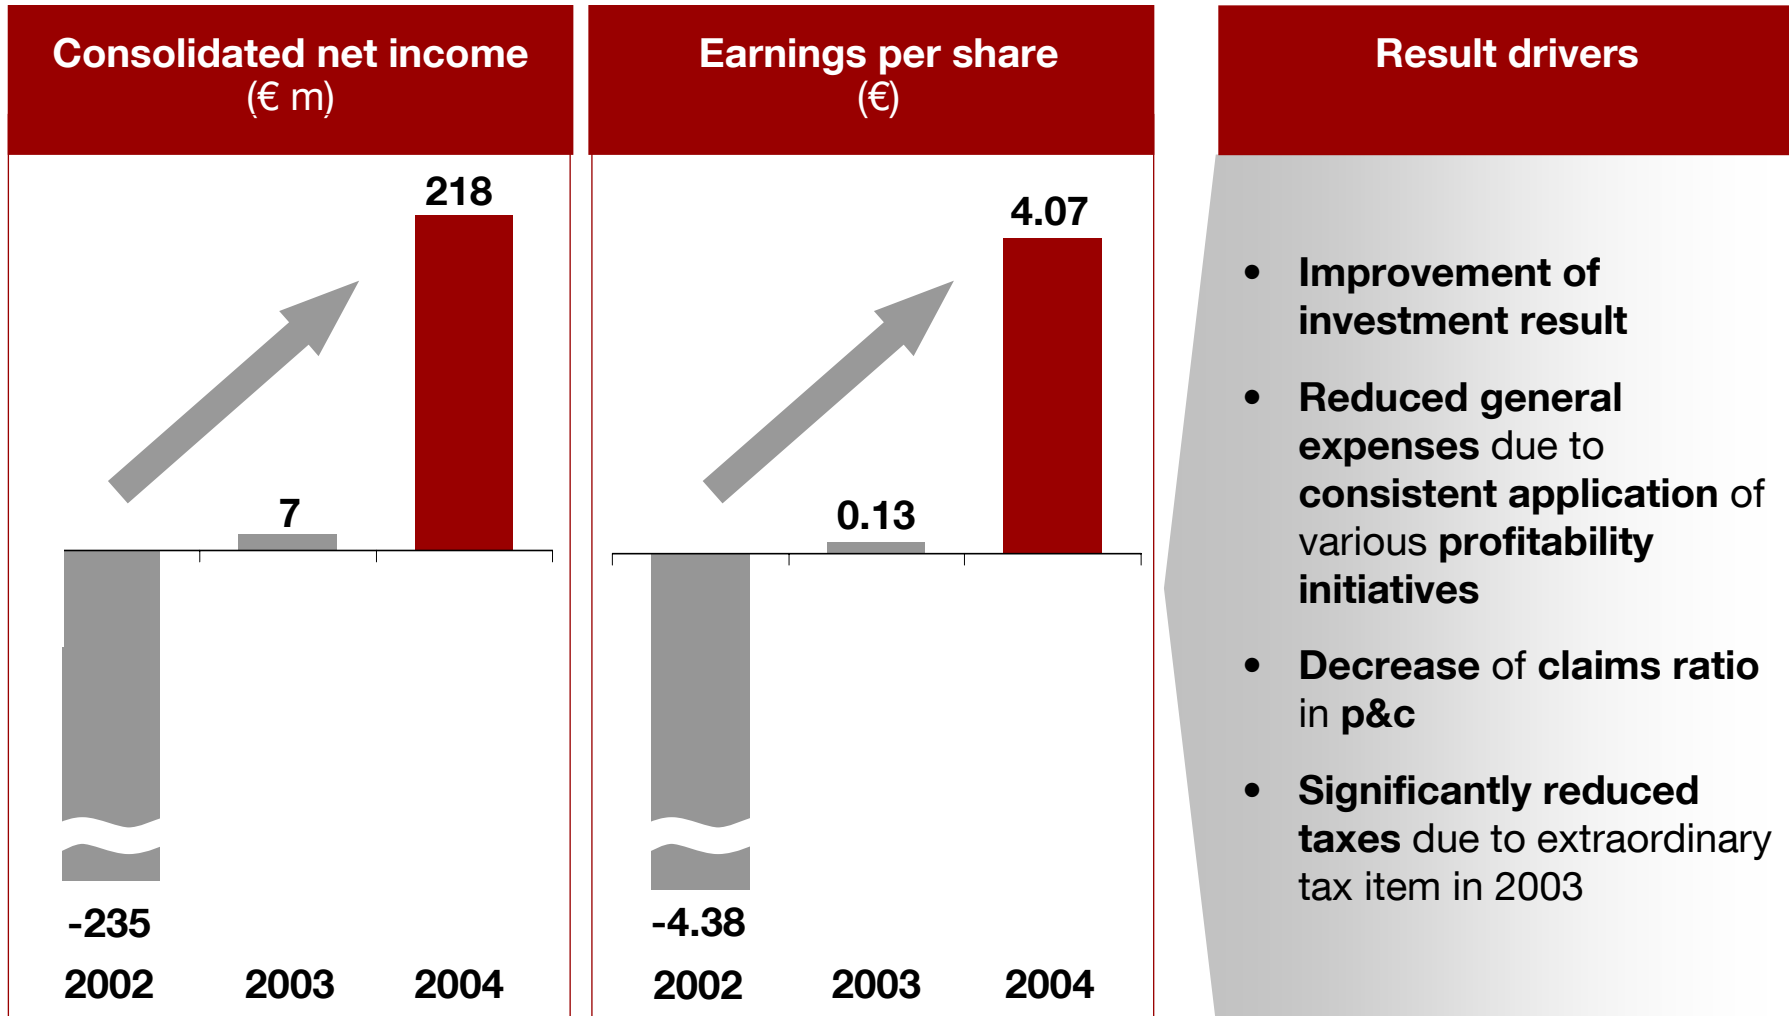 Consolidated net income
(€ m)
218
7
-235
2002 2003 2004
Earnings per share
(€)
4.07
0.13
-4.38
2002 2003 2004
Result drivers
• Improvement of
investment result
• Reduced general
expenses due to
consistent application of
various profitability
initiatives
• Decrease of claims ratio
in p&c
• Significantly reduced
taxes due to extraordinary
tax item in 2003